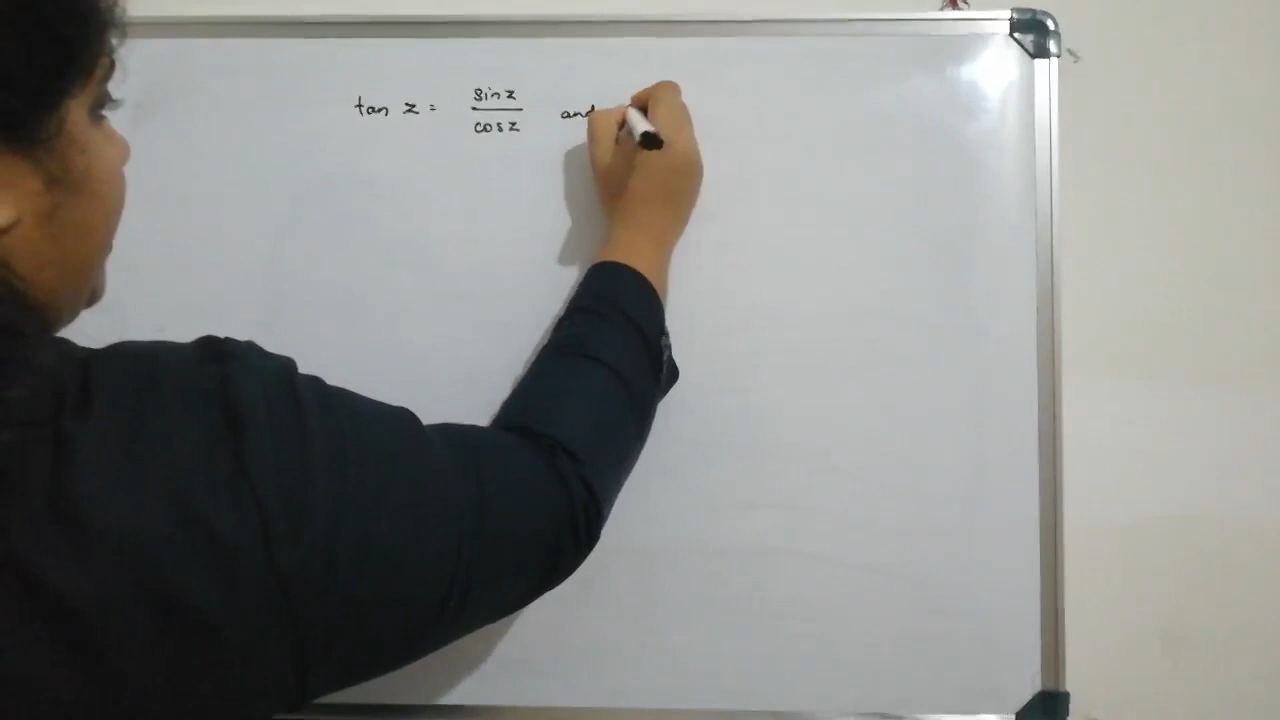 tan z = sin z / cos z and